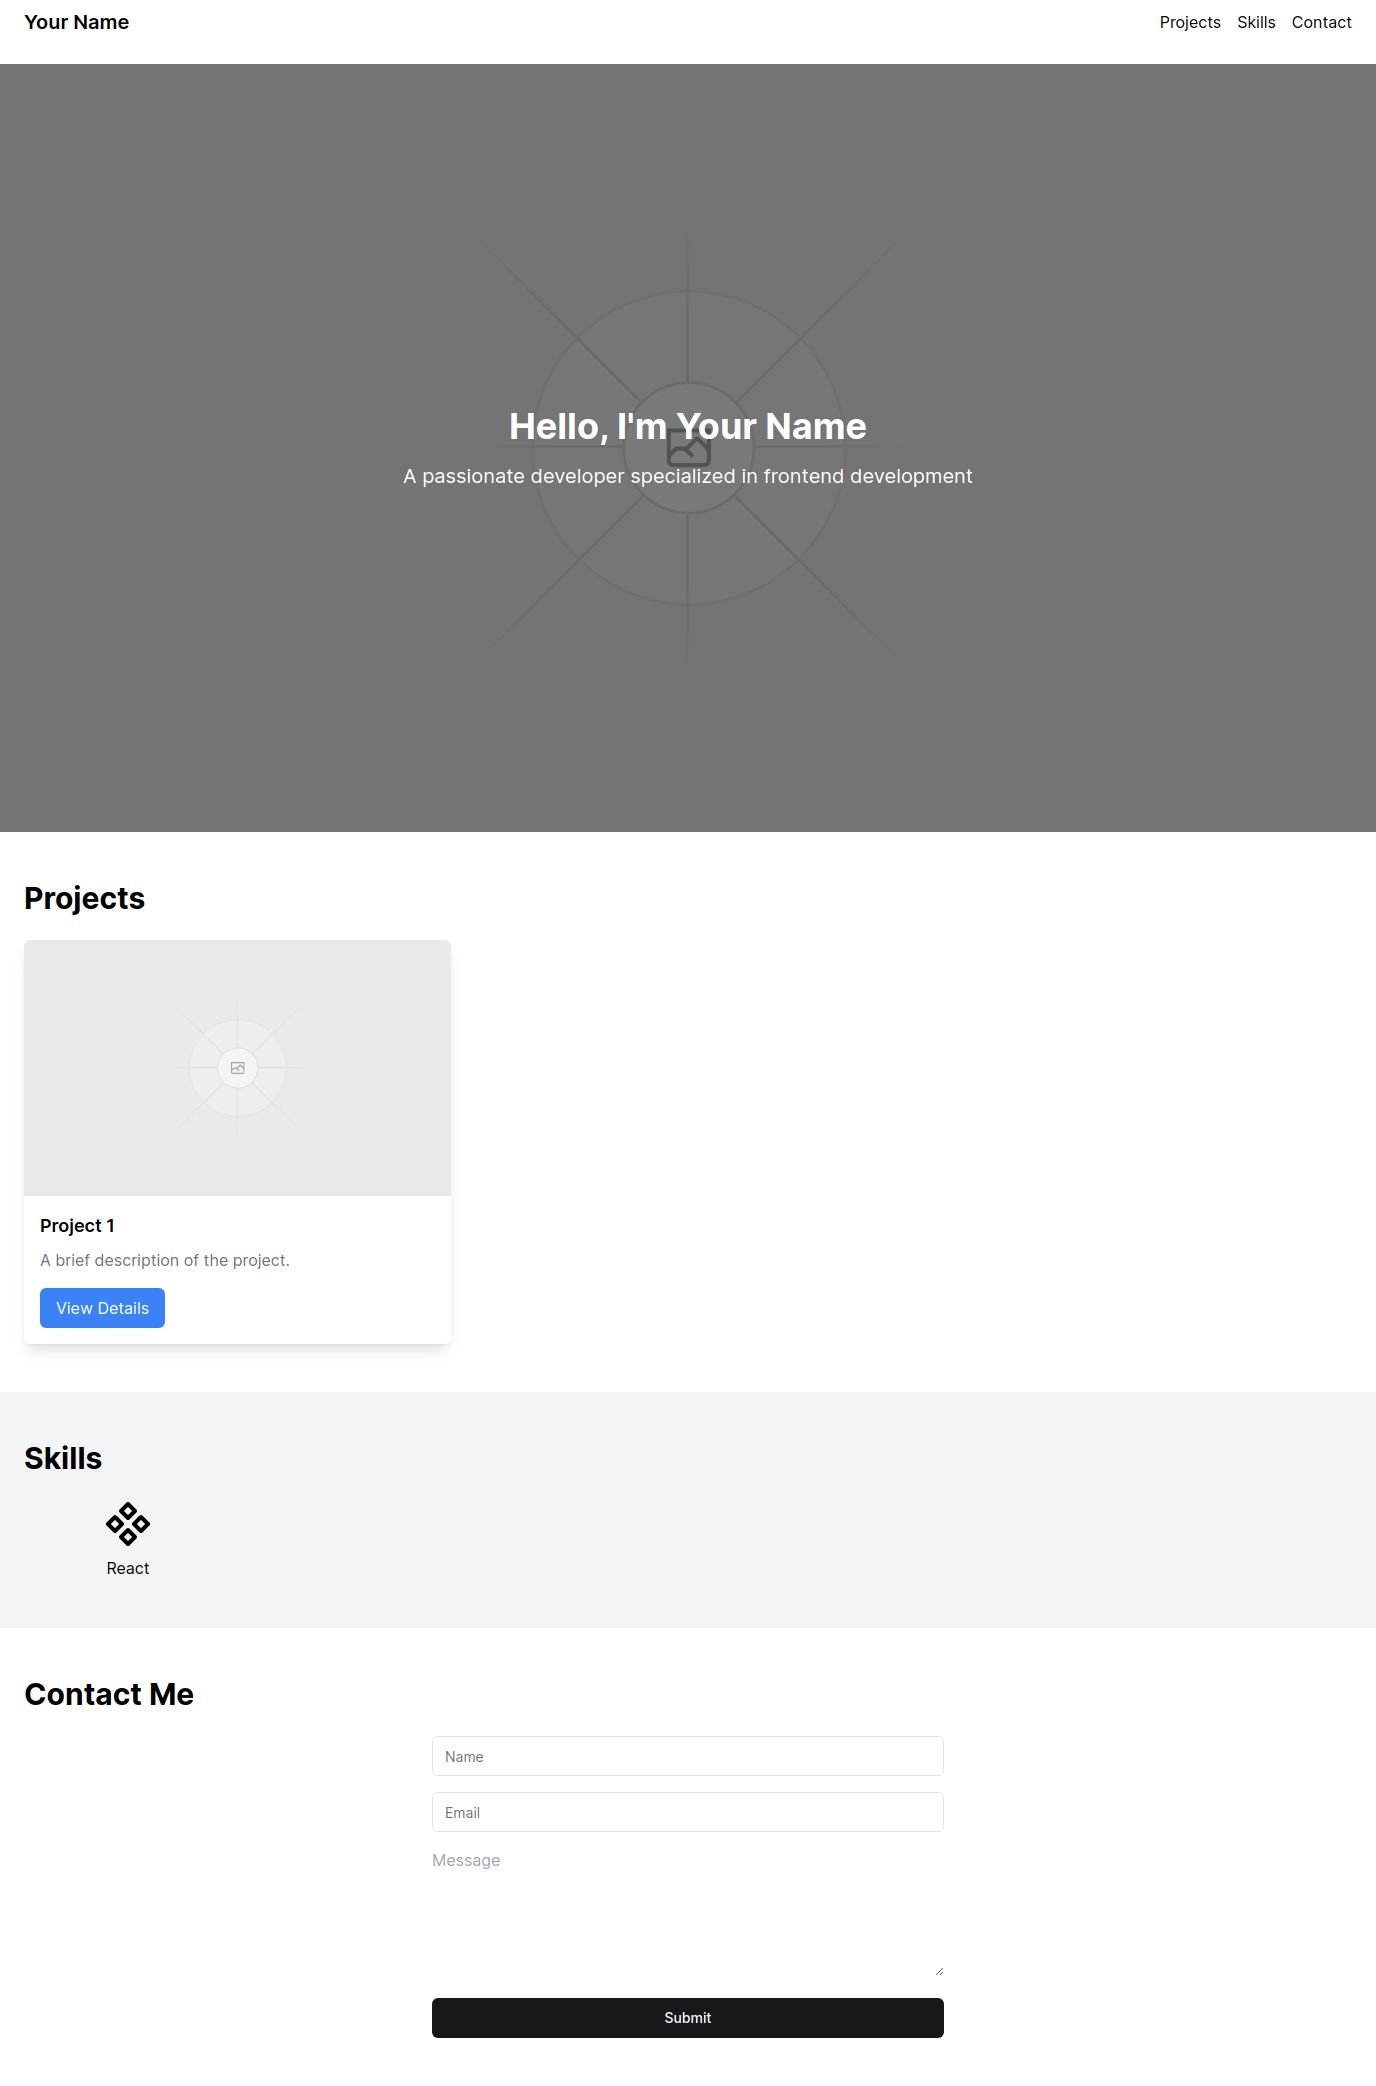 Your Name
Projects Skills Contact
Hello, I'm Your Name
A passionate developer specialized in frontend development
Projects
Project 1
A brief description of the project.
View Details
Skills
React
Contact Me
Name
Email
Message
Submit